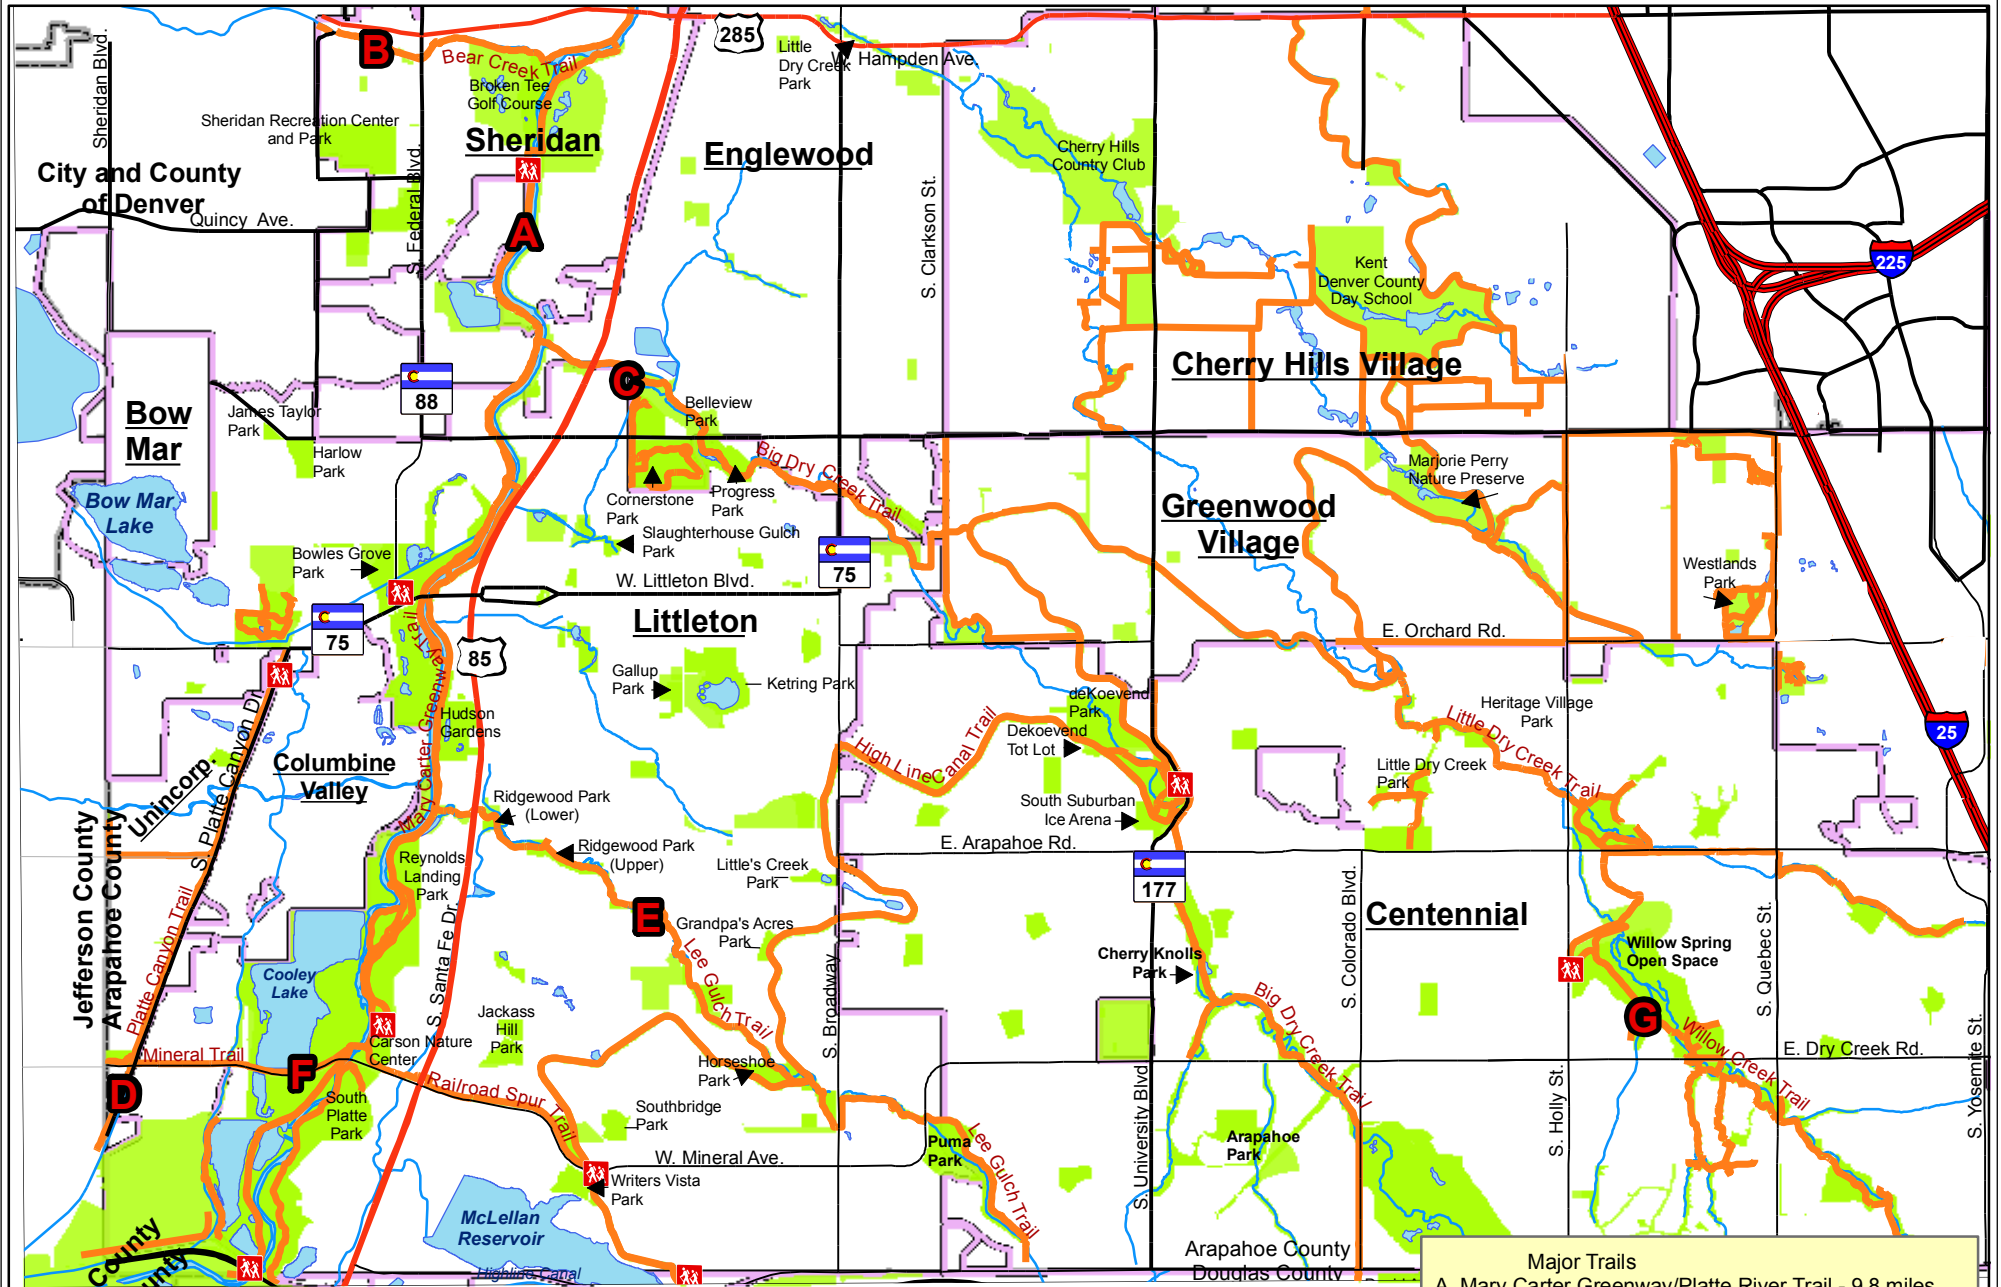 B
285
Little
Dry Creek
Park
W. Hampden Ave.
Bear Creek Trail
Broken Tee
Golf Course
Sheridan Blvd.
Sheridan Recreation Center
and Park
Sheridan
Englewood
Cherry Hills
Country Club
City and County
of Denver
Quincy Ave.
S. Federal Blvd.
A
S. Clarkson St.
225
Kent
Denver County
Day School
Cherry Hills Village
88
C
Bow
Mar
James Taylor
Park
Belleview
Park
Harlow
Park
Big Dry Creek Trail
Marjorie Perry
Nature Preserve
Bow Mar
Lake
Cornerstone
Park
Progress
Park
Greenwood
Village
Slaughterhouse Gulch
Park
Bowles Grove
Park
75
W. Littleton Blvd.
Westlands
Park
75
Littleton
E. Orchard Rd.
85
Gallup
Park
Ketring Park
Mary Carter Greenway Trail
Hudson
Gardens
deKoevend
Park
Dekoevend
Tot Lot
Heritage Village
Park
Little Dry Creek Trail
25
High Line Canal Trail
Columbine
Valley
Unincorp.
S. Platte Canyon Dr.
Little Dry Creek
Park
Ridgewood Park
(Lower)
South Suburban
Ice Arena
E. Arapahoe Rd.
Ridgewood Park
(Upper)
Jefferson County
Arapahoe County
Reynolds
Landing
Park
Little's Creek
Park
177
S. Colorado Blvd.
Centennial
E
Grandpa's Acres
Park
S. Quebec St.
Platte Canyon Trail
S. Santa Fe Dr.
Lee Gulch Trail
S. Broadway
Cherry Knolls
Park
Willow Spring
Open Space
Cooley
Lake
Big Dry Creek Trail
G
Jackass
Hill
Park
Willow Creek Trail
Mineral Trail
Carson Nature
Center
E. Dry Creek Rd.
F
Horseshoe
Park
D
Railroad Spur Trail
South
Platte
Park
Southbridge
Park
S. University Blvd.
S. Holly St.
S. Yosemite St.
Puma
Park
Lee Gulch Trail
Arapahoe
Park
W. Mineral Ave.
Writers Vista
Park
McLellan
Reservoir
Highline Canal
County
unty
Arapahoe County
Douglas County
Major Trails
A. Mary Carter Greenway/Platte River Trail - 9.8 miles